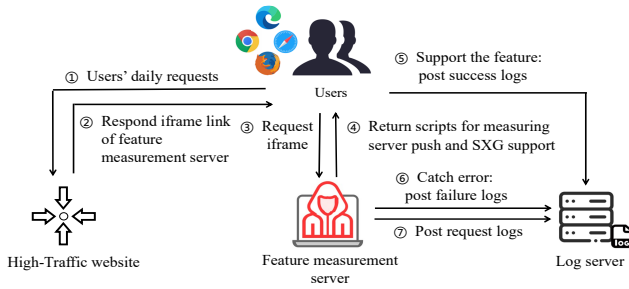 ① Users' daily requests
② Respond iframe link
of feature
measurement server
Users
③ Request
iframe
④ Return scripts for measuring
server push and SXG support
⑤ Support the feature:
post success logs
⑥ Catch error:
post failure logs
⑦ Post request logs
High-Traffic website
Feature measurement
server
log
Log server